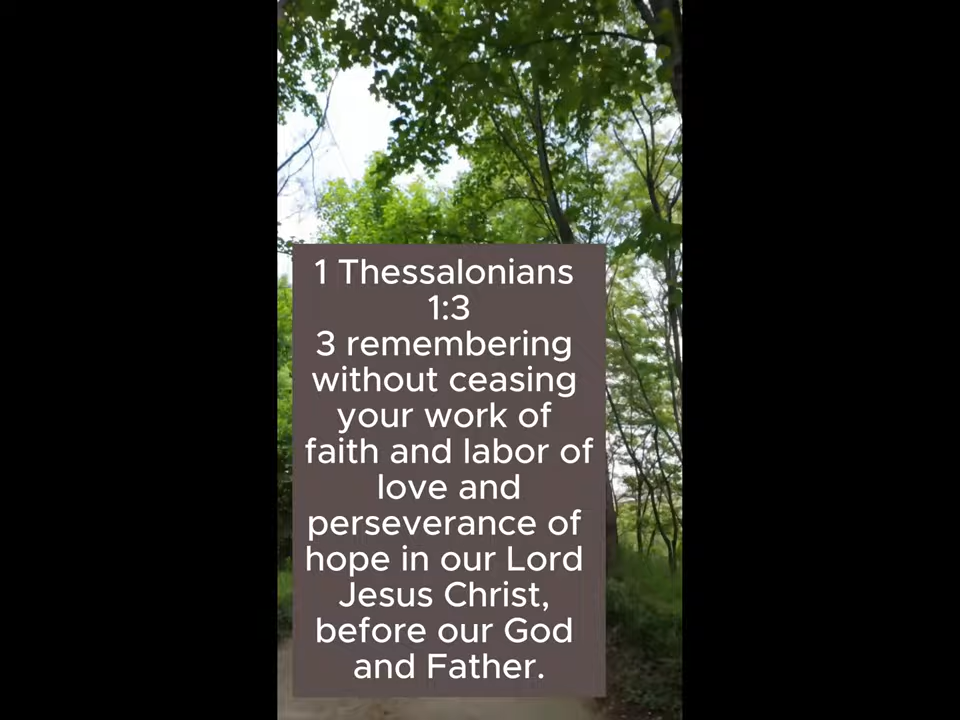 1 Thessalonians
1:3
3 remembering
without ceasing
your work of
faith and labor of
love and
perseverance of
hope in our Lord
Jesus Christ,
before our God
and Father.